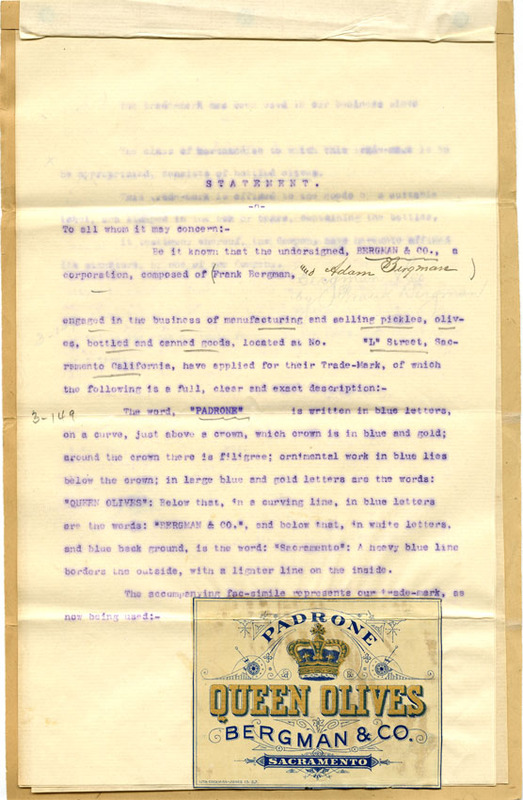 STATEMENT.
-o-
To all whom it may concern:-
Be it known that the undersigned, BERGMAN & CO., a
corporation, composed of (Frank Bergman, and Adam Bergman )
engaged in the business of manufacturing and selling pickles, oliv-
es, bottled and canned goods, located at No. "L" Street, Sac-
ramento California, have applied for their Trade-Mark, of which
the following is a full, clear and exact description:-
3-149
The word, "PADRONE" is written in blue letters,
on a curve, just above a crown, which crown is in blue and gold;
around the crown there is filigree; ornimental work in blue lies
below the crown; in large blue and gold letters are the words:
"QUEEN OLIVES": Below that, in a curving line, in blue letters
are the words: "BERGMAN & CO.", and below that, in white letters,
and blue back ground, is the word: "Sacramento": A heavy blue line
borders the outside, with a lighter line on the inside.
The accompanying fac-simile represents our trade-mark, as
now being used:-
PADRONE
QUEEN OLIVES
BERGMAN & CO.
SACRAMENTO